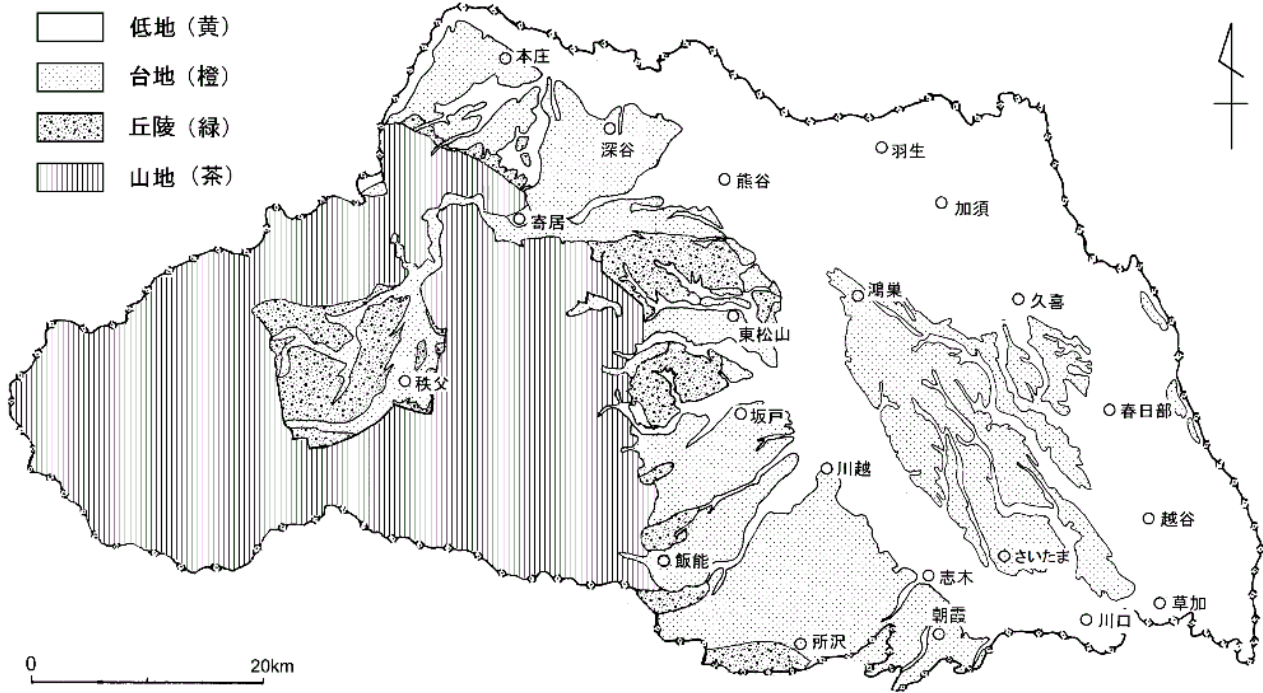 低地（黄）
台地（橙）
丘陵（緑）
山地（茶）
本庄
深谷
羽生
熊谷
加須
寄居
鴻巣
久喜
東松山
秩父
坂戸
春日部
川越
越谷
飯能
さいたま
志木
草加
朝霞
川口
所沢
0 20km